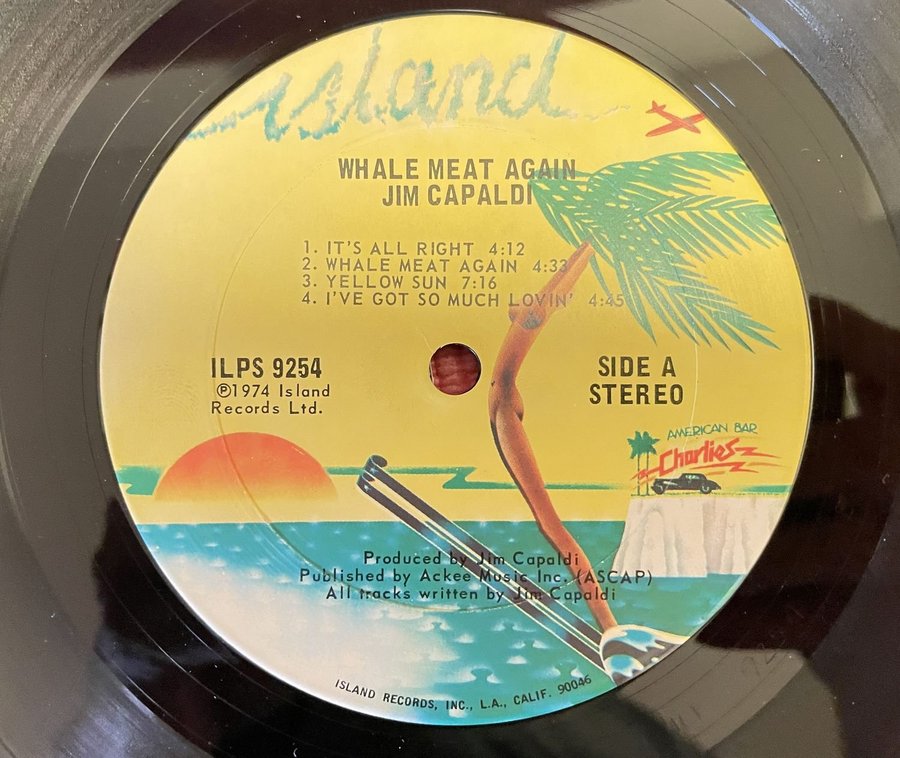 island
WHALE MEAT AGAIN
JIM CAPALDI
1. IT'S ALL RIGHT 4:12
2. WHALE MEAT AGAIN 4:33
3. YELLOW SUN 7:16
4. I'VE GOT SO MUCH LOVIN' 4:45
ILPS 9254
℗1974 Island
Records Ltd.
SIDE A
STEREO
AMERICAN BAR
Charlies
Produced by Jim Capaldi
Published by Ackee Music Inc. (ASCAP)
All tracks written by Jim Capaldi
ISLAND RECORDS, INC., L.A., CALIF. 90046